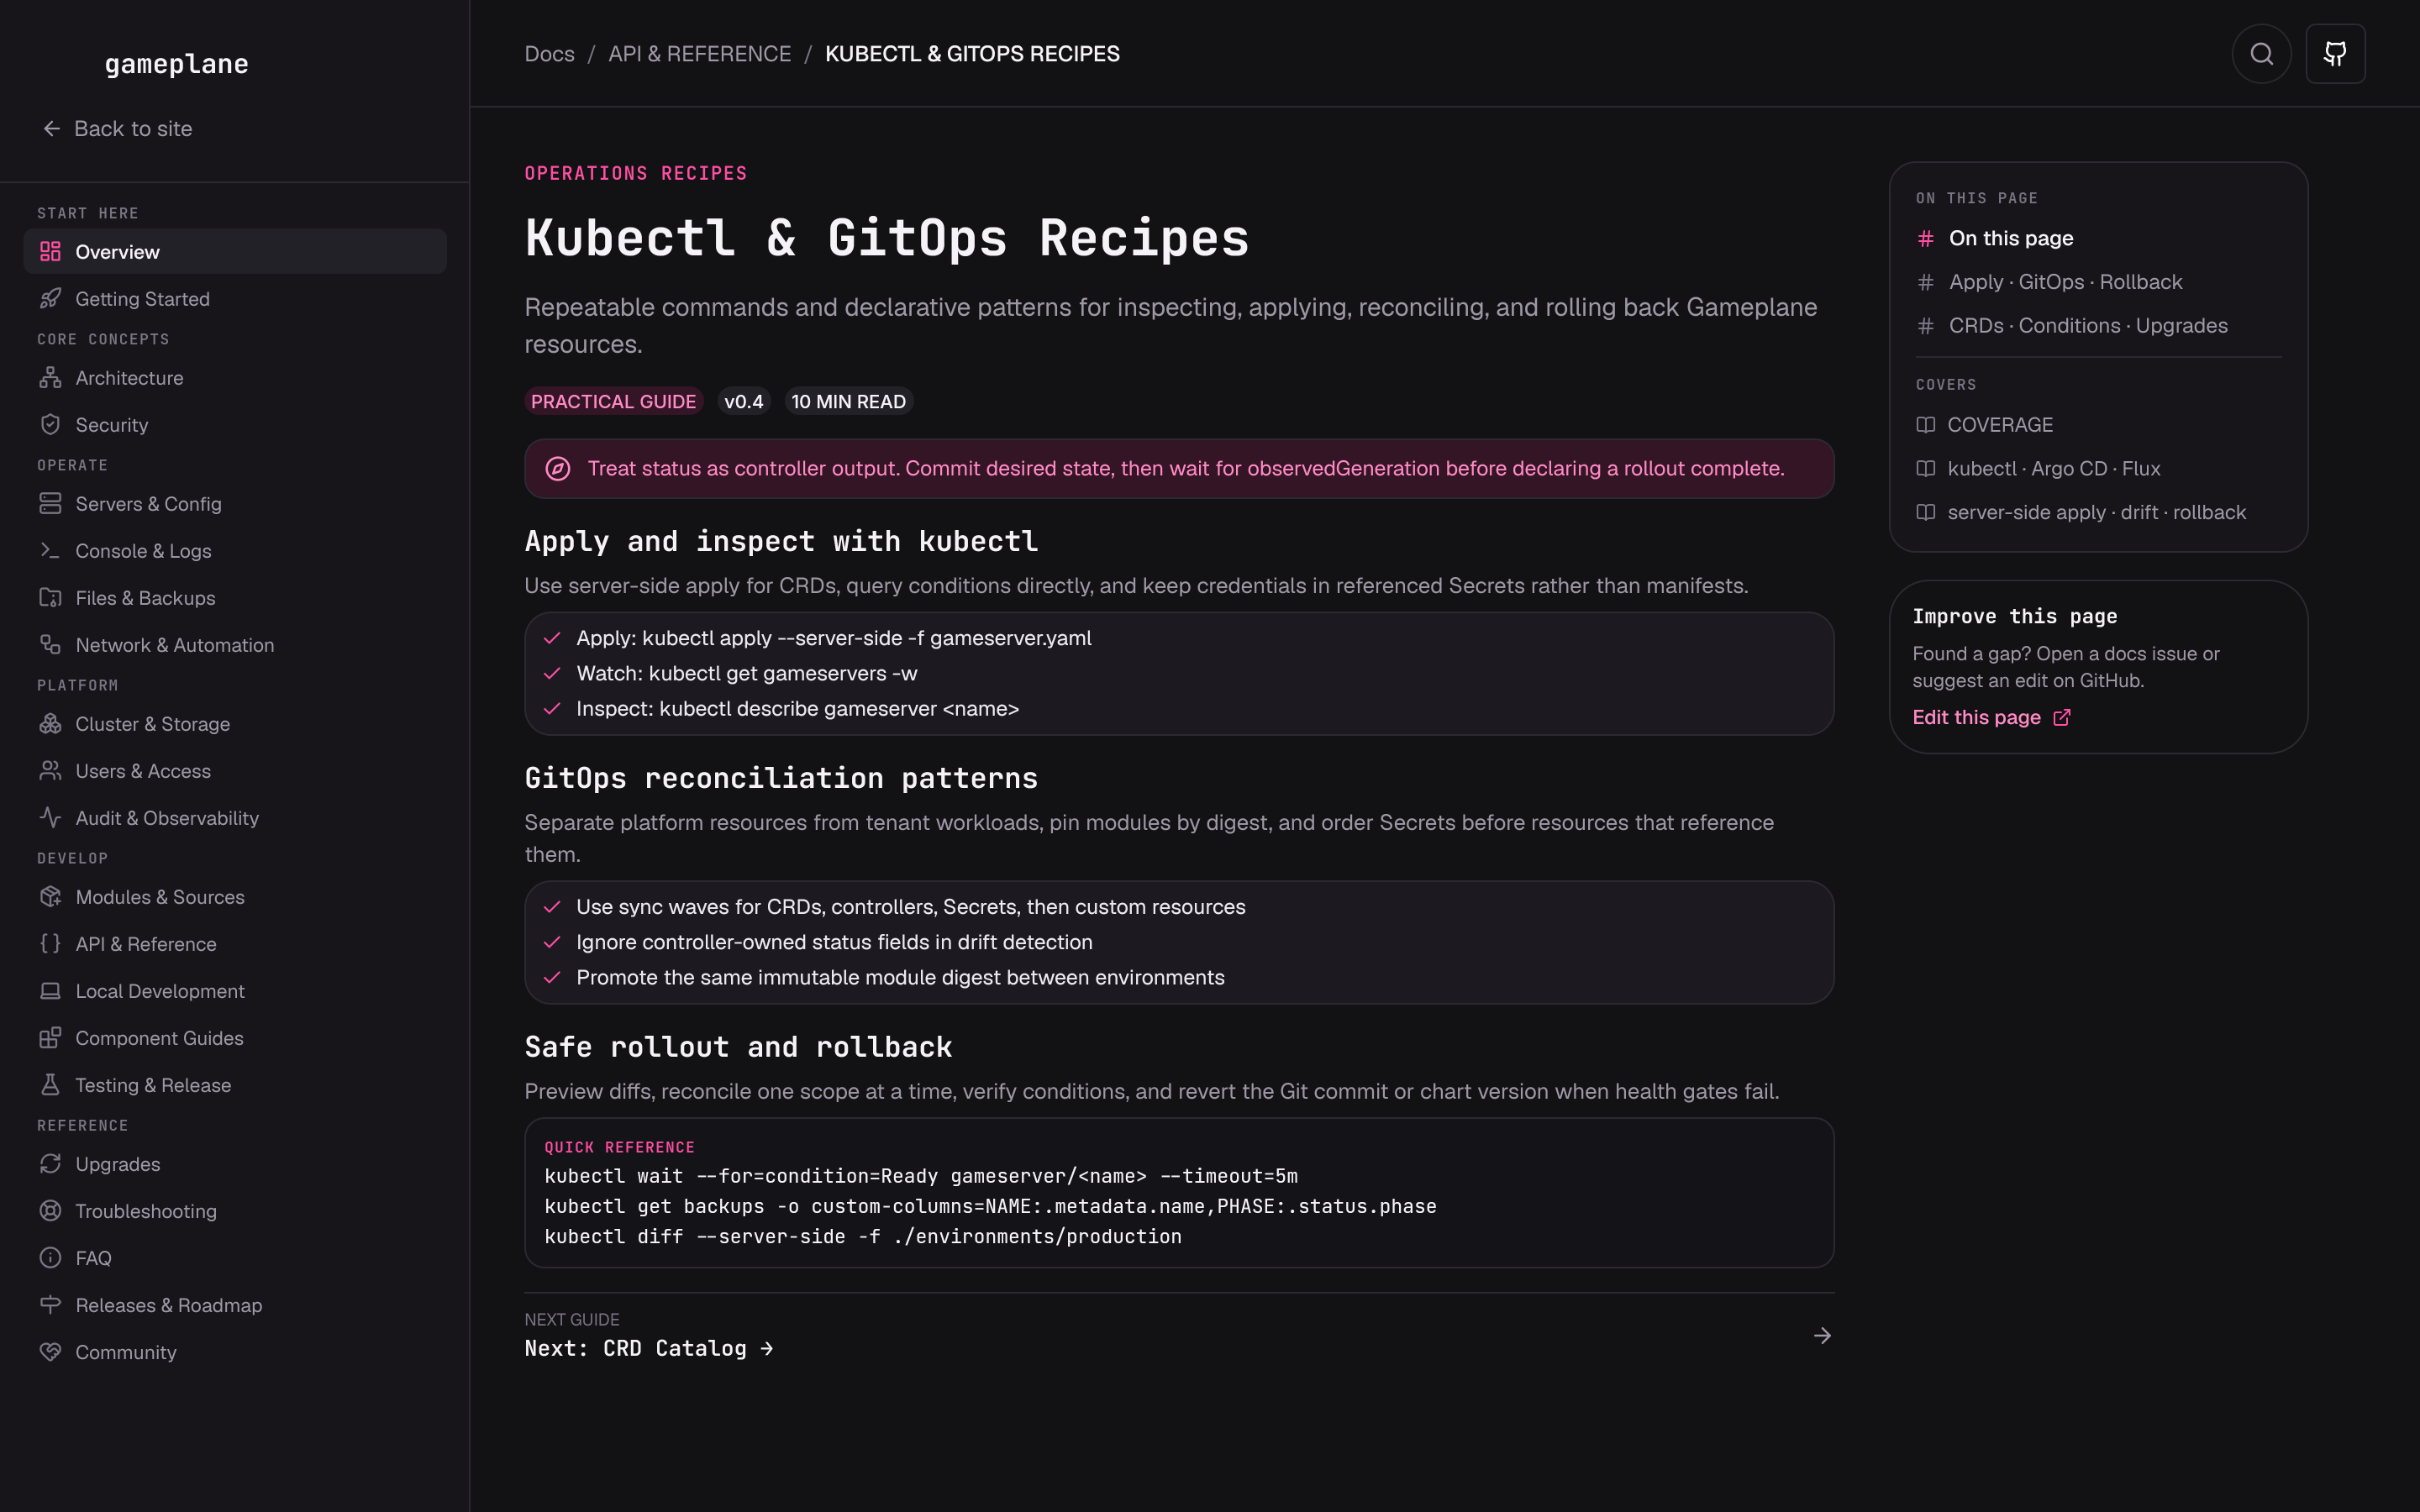 gameplane
Back to site
START HERE
Overview
Getting Started
CORE CONCEPTS
Architecture
Security
OPERATE
Servers & Config
Console & Logs
Files & Backups
Network & Automation
PLATFORM
Cluster & Storage
Users & Access
Audit & Observability
DEVELOP
Modules & Sources
API & Reference
Local Development
Component Guides
Testing & Release
REFERENCE
Upgrades
Troubleshooting
FAQ
Releases & Roadmap
Community
Docs / API & REFERENCE / KUBECTL & GITOPS RECIPES
OPERATIONS RECIPES
Kubectl & GitOps Recipes
Repeatable commands and declarative patterns for inspecting, applying, reconciling, and rolling back Gameplane
resources.
PRACTICAL GUIDE v0.4 10 MIN READ
Treat status as controller output. Commit desired state, then wait for observedGeneration before declaring a rollout complete.
Apply and inspect with kubectl
Use server-side apply for CRDs, query conditions directly, and keep credentials in referenced Secrets rather than manifests.
Apply: kubectl apply --server-side -f gameserver.yaml
Watch: kubectl get gameservers -w
Inspect: kubectl describe gameserver <name>
GitOps reconciliation patterns
Separate platform resources from tenant workloads, pin modules by digest, and order Secrets before resources that reference
them.
Use sync waves for CRDs, controllers, Secrets, then custom resources
Ignore controller-owned status fields in drift detection
Promote the same immutable module digest between environments
Safe rollout and rollback
Preview diffs, reconcile one scope at a time, verify conditions, and revert the Git commit or chart version when health gates fail.
QUICK REFERENCE
kubectl wait --for=condition=Ready gameserver/<name> --timeout=5m
kubectl get backups -o custom-columns=NAME:.metadata.name,PHASE:.status.phase
kubectl diff --server-side -f ./environments/production
NEXT GUIDE
Next: CRD Catalog →
ON THIS PAGE
# On this page
# Apply · GitOps · Rollback
# CRDs · Conditions · Upgrades
COVERS
COVERAGE
kubectl · Argo CD · Flux
server-side apply · drift · rollback
Improve this page
Found a gap? Open a docs issue or
suggest an edit on GitHub.
Edit this page